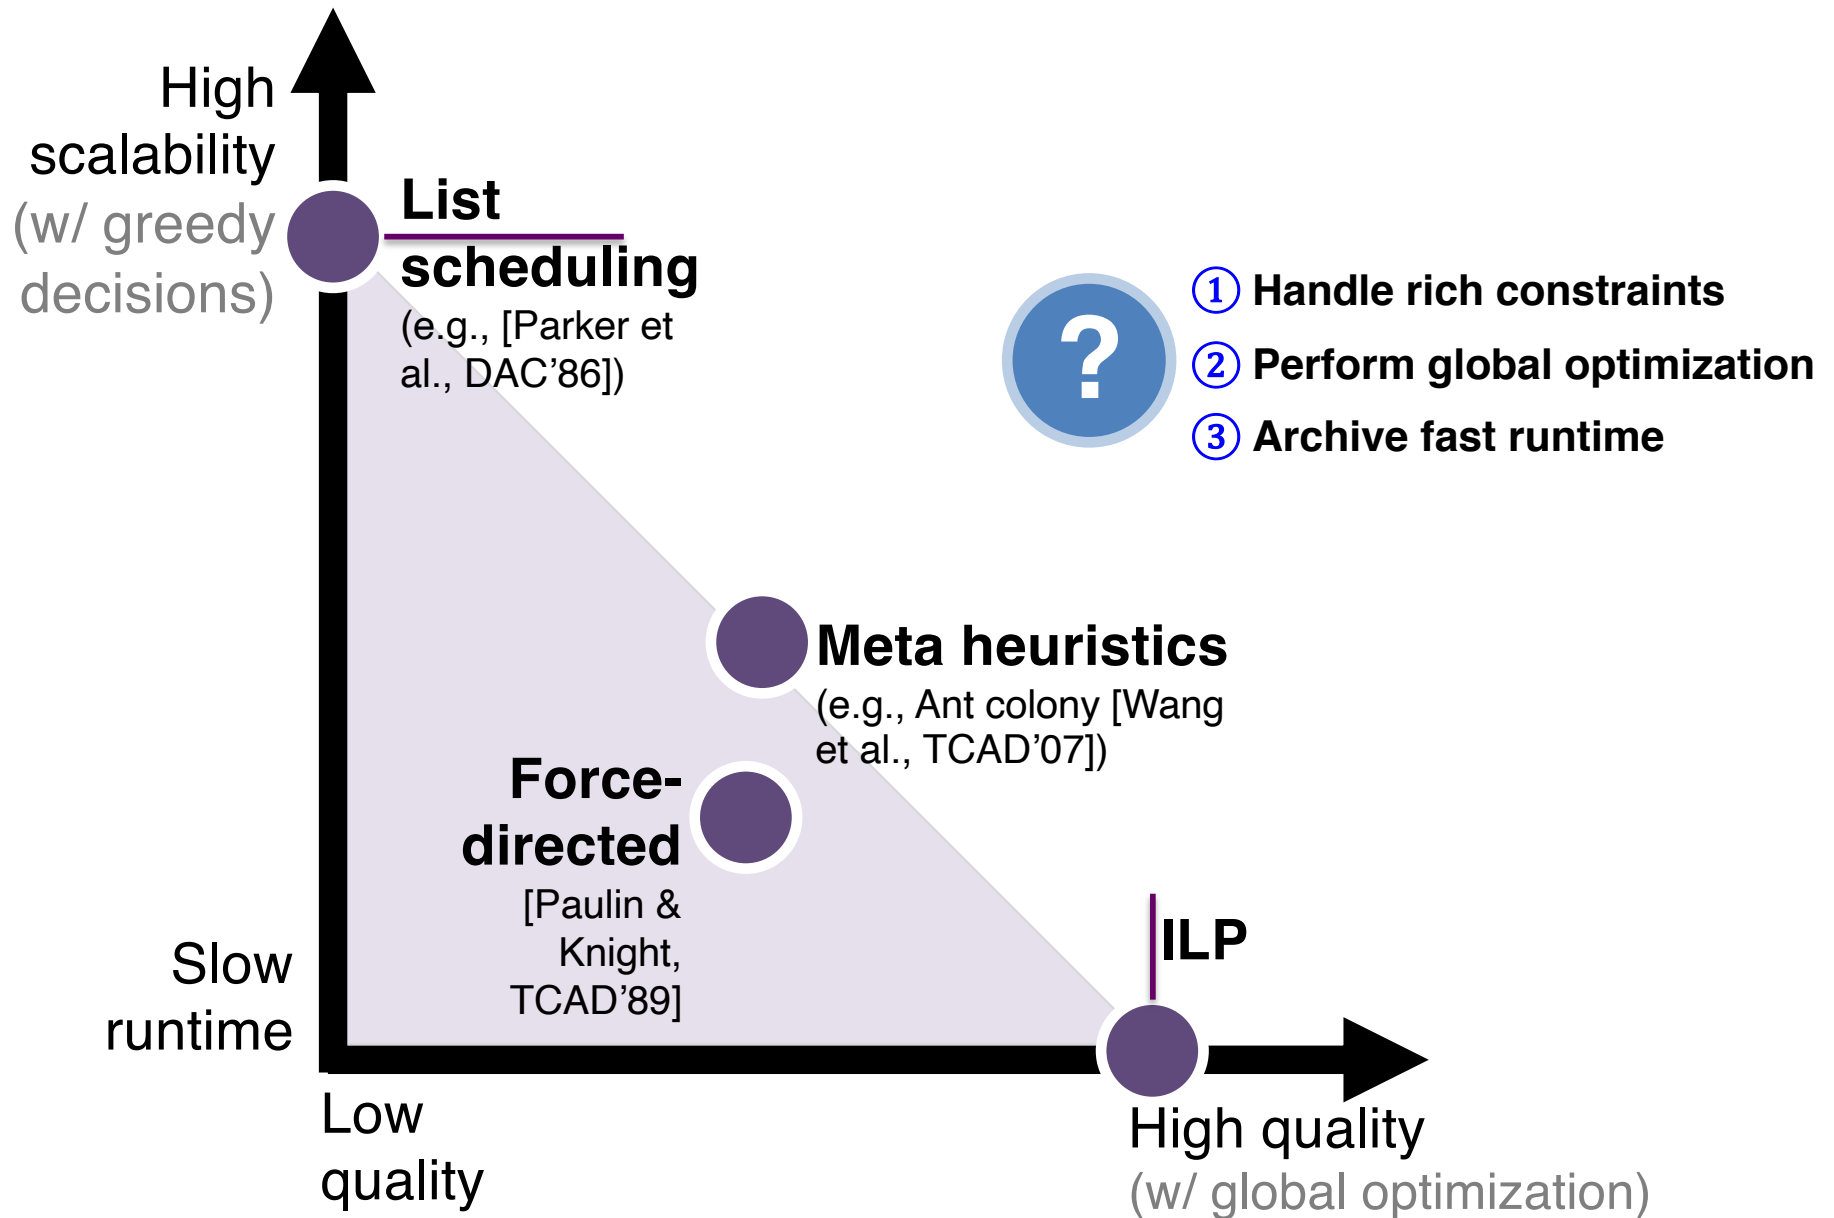 High
scalability
(w/ greedy
decisions)
List
scheduling
(e.g., [Parker et
al., DAC’86])
?
① Handle rich constraints
② Perform global optimization
③ Archive fast runtime
Meta heuristics
(e.g., Ant colony [Wang
et al., TCAD’07])
Force-
directed
[Paulin &
Knight,
TCAD’89]
ILP
Slow
runtime
Low
quality
High quality
(w/ global optimization)